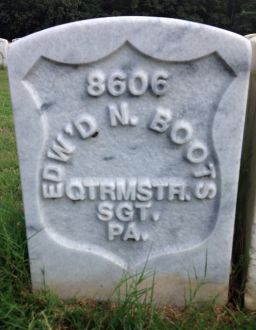 8606
EDW'D N. BOOTS
QTRMSTR.
SGT.
PA.